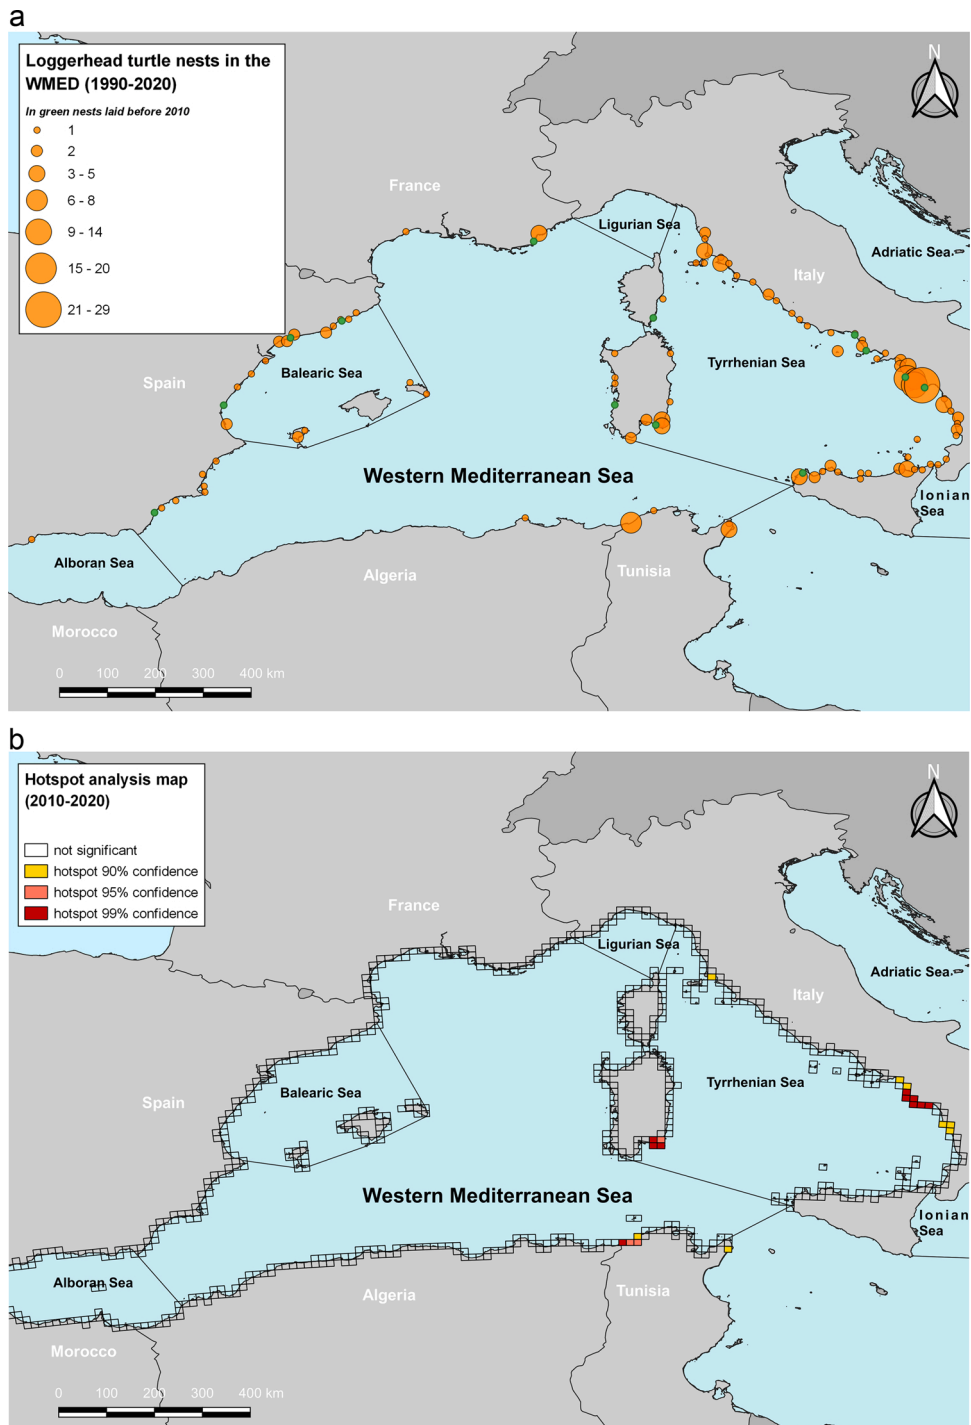 a
Loggerhead turtle nests in the
WMED (1990-2020)
In green nests laid before 2010
1
2
3 - 5
6 - 8
9 - 14
15 - 20
21 - 29
N
France
Ligurian Sea
Adriatic Sea
Italy
Spain
Balearic Sea
Tyrrhenian Sea
Western Mediterranean Sea
Ionian
Sea
Alboran Sea
Algeria
Tunisia
Morocco
0 100 200 300 400 km
b
Hotspot analysis map
(2010-2020)
not significant
hotspot 90% confidence
hotspot 95% confidence
hotspot 99% confidence
N
France
Ligurian Sea
Adriatic Sea
Italy
Spain
Balearic Sea
Tyrrhenian Sea
Western Mediterranean Sea
Ionian
Sea
Alboran Sea
Algeria
Tunisia
Morocco
0 100 200 300 400 km